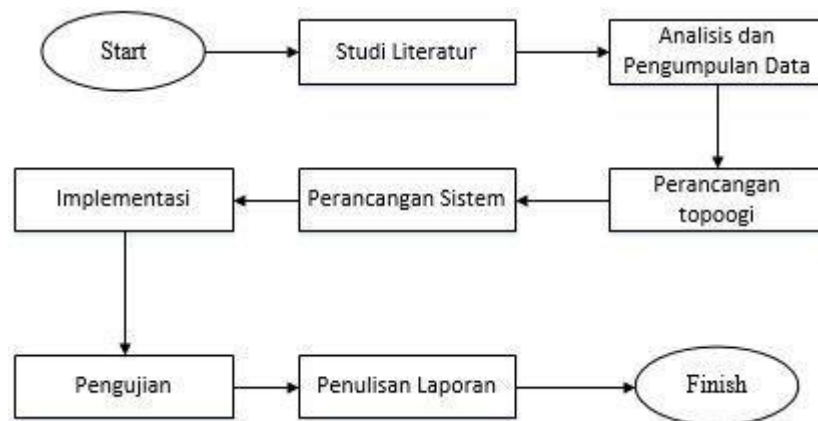 Start
Studi Literatur
Analisis dan
Pengumpulan Data
Perancangan
topoogi
Perancangan Sistem
Implementasi
Pengujian
Penulisan Laporan
Finish